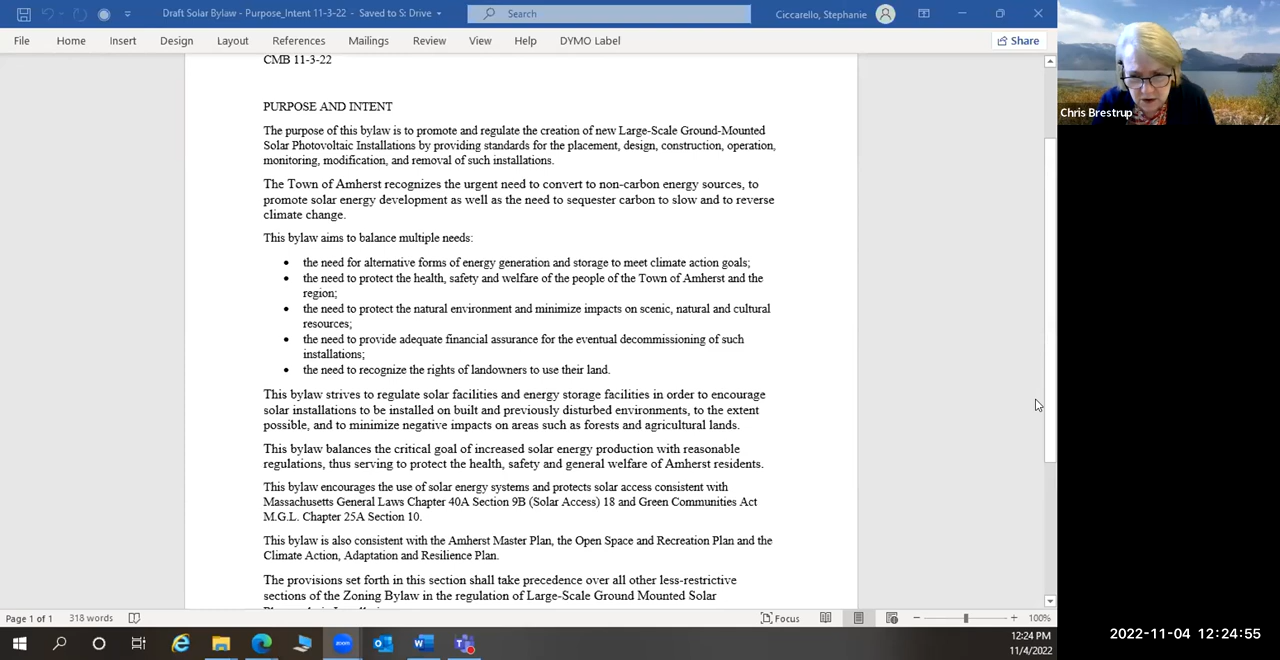 Draft Solar Bylaw - Purpose_Intent 11-3-22 - Saved to S: Drive
Search
Ciccarello, Stephanie
File Home Insert Design Layout References Mailings Review View Help DYMO Label Share
CMB 11-3-22
PURPOSE AND INTENT
The purpose of this bylaw is to promote and regulate the creation of new Large-Scale Ground-Mounted
Solar Photovoltaic Installations by providing standards for the placement, design, construction, operation,
monitoring, modification, and removal of such installations.
The Town of Amherst recognizes the urgent need to convert to non-carbon energy sources, to
promote solar energy development as well as the need to sequester carbon to slow and to reverse
climate change.
This bylaw aims to balance multiple needs:
• the need for alternative forms of energy generation and storage to meet climate action goals;
• the need to protect the health, safety and welfare of the people of the Town of Amherst and the
region;
• the need to protect the natural environment and minimize impacts on scenic, natural and cultural
resources;
• the need to provide adequate financial assurance for the eventual decommissioning of such
installations;
• the need to recognize the rights of landowners to use their land.
This bylaw strives to regulate solar facilities and energy storage facilities in order to encourage
solar installations to be installed on built and previously disturbed environments, to the extent
possible, and to minimize negative impacts on areas such as forests and agricultural lands.
This bylaw balances the critical goal of increased solar energy production with reasonable
regulations, thus serving to protect the health, safety and general welfare of Amherst residents.
This bylaw encourages the use of solar energy systems and protects solar access consistent with
Massachusetts General Laws Chapter 40A Section 9B (Solar Access) 18 and Green Communities Act
M.G.L. Chapter 25A Section 10.
This bylaw is also consistent with the Amherst Master Plan, the Open Space and Recreation Plan and the
Climate Action, Adaptation and Resilience Plan.
The provisions set forth in this section shall take precedence over all other less-restrictive
sections of the Zoning Bylaw in the regulation of Large-Scale Ground Mounted Solar
Page 1 of 1 318 words Focus 100%
zoom
12:24 PM
11/4/2022
Chris Brestrup
2022-11-04 12:24:55